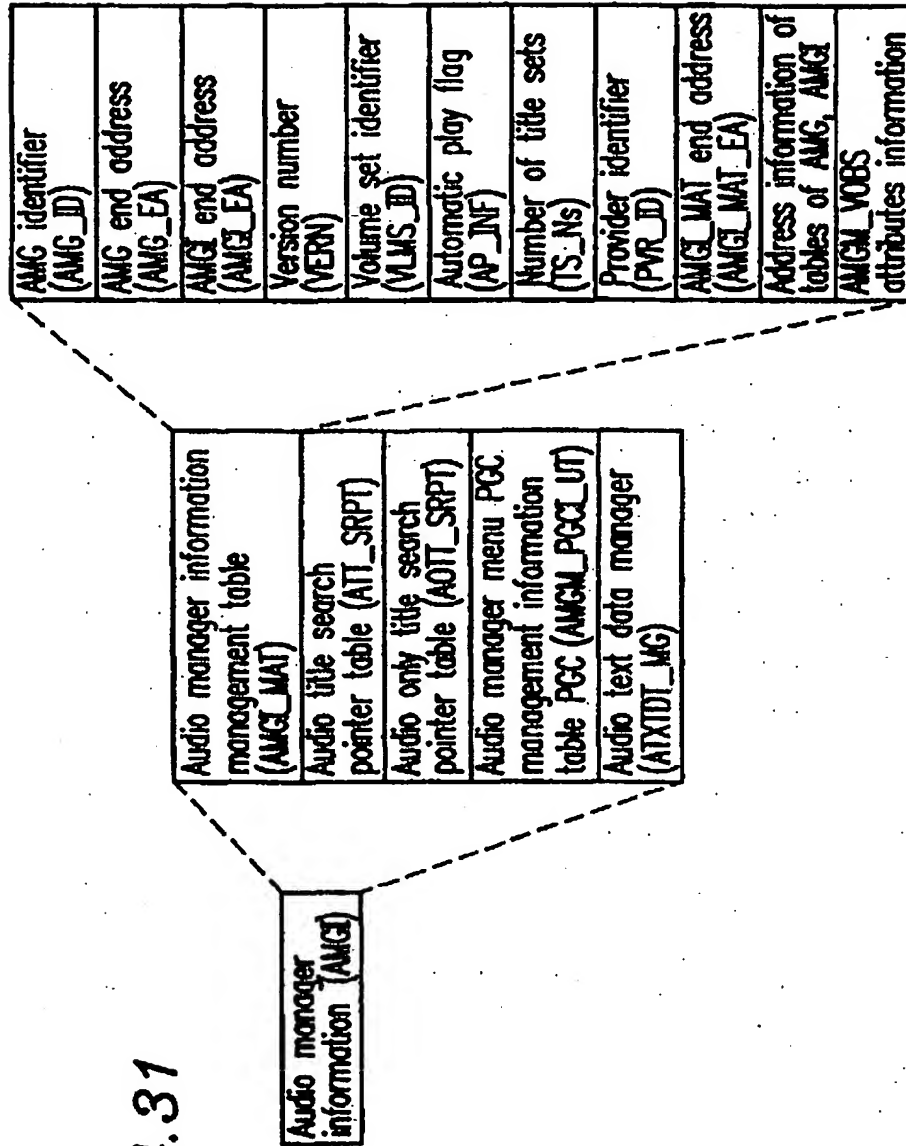 .31
Audio manager
information (AMGI)
Audio manager information
management table
(AMGI_MAT)
Audio title search
pointer table (ATT_SRPT)
Audio only title search
pointer table (AOTT_SRPT)
Audio manager menu PGC
management information
table PGC (AMGM_PGCI_UT)
Audio text data manager
(ATXTDT_MG)
AMG identifier
(AMG_ID)
AMG end address
(AMG_EA)
AMGI end address
(AMGI_EA)
Version number
(VERN)
Volume set identifier
(VLMS_ID)
Automatic play flag
(AP_INF)
Number of title sets
(TS_Ns)
Provider identifier
(PVR_ID)
AMGI_MAT end address
(AMGI_MAT_EA)
Address information of
tables of AMG, AMGI
AMGM_VOBS
attributes information